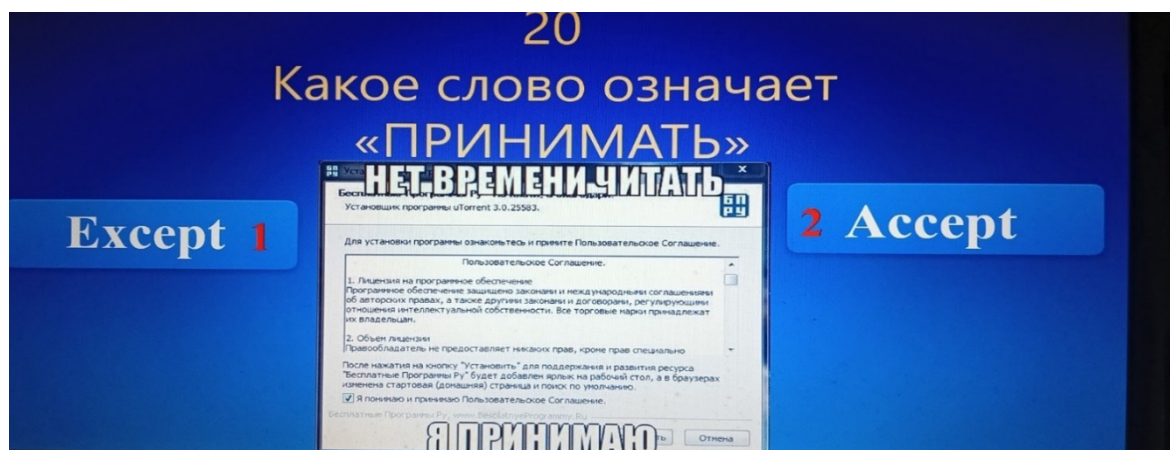 20
Какое слово означает
«ПРИНИМАТЬ»
Except 1
2 Accept
НЕТ ВРЕМЕНИ ЧИТАТЬ
X
БП
РУ
Установщик программы uTorrent 3.0.25583.
Для установки программы ознакомьтесь и примите Пользовательское Соглашение.
Пользовательское Соглашение.
1. Лицензия на программное обеспечение
Программное обеспечение защищено законами и международными соглашениями
об авторских правах, а также другими законами и договорами, регулирующими
отношения интеллектуальной собственности. Все торговые марки принадлежат
их владельцам.
2. Объем лицензии
Правообладатель не предоставляет никаких прав, кроме прав специально
После нажатия на кнопку "Установить" для поддержания и развития ресурса
"Бесплатные Программы Ру" будет добавлен ярлык на рабочий стол, а в браузерах
изменена стартовая (домашняя) страница и поиск по умолчанию.
Я понимаю и принимаю Пользовательское Соглашение.
Бесплатные Программы Ру, www.BesplatnyeProgrammy.Ru
Я ПРИНИМАЮ
Отмена